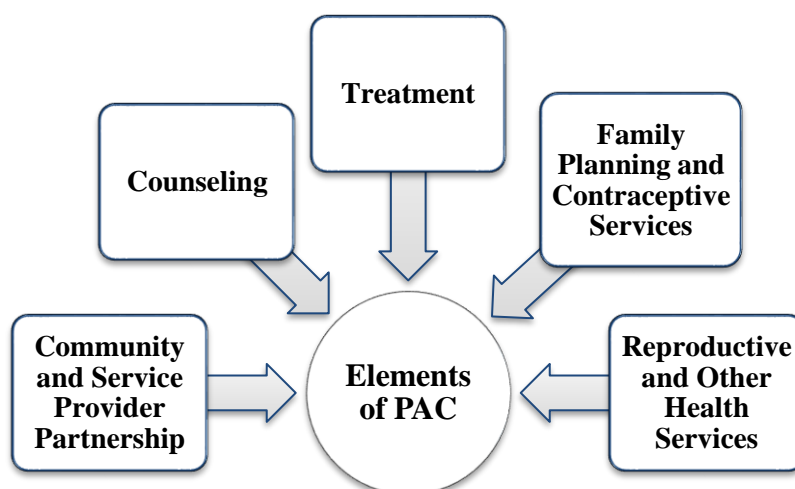 Treatment
Counseling
Family
Planning and
Contraceptive
Services
Community
and Service
Provider
Partnership
Elements
of PAC
Reproductive
and Other
Health
Services